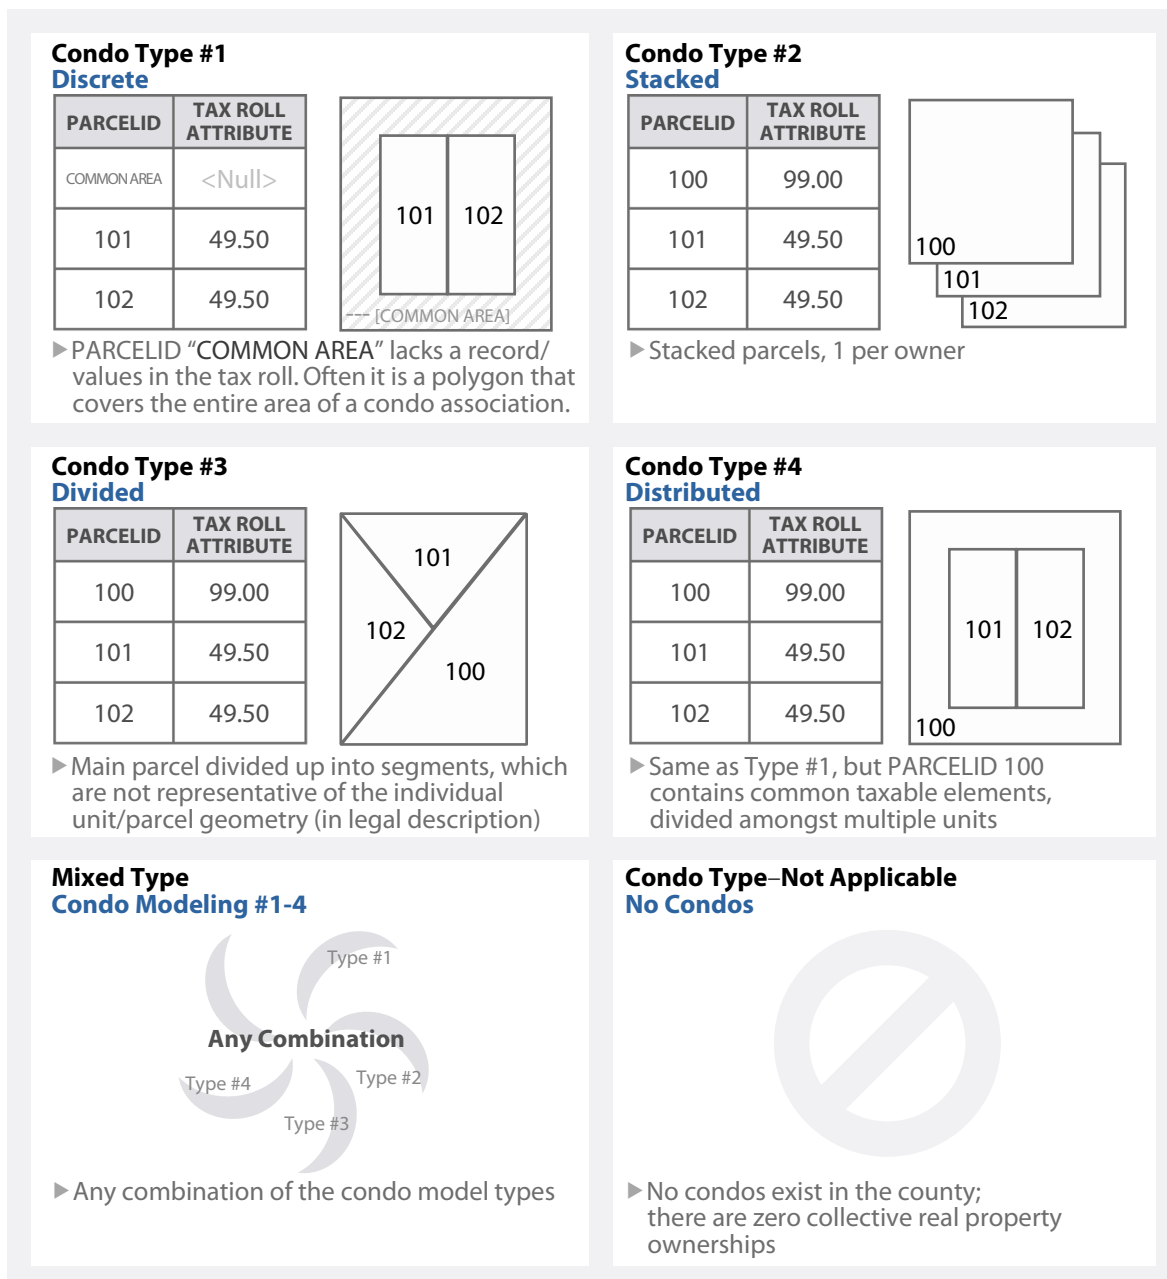 Condo Type #1
Discrete
PARCELID TAX ROLL ATTRIBUTE
COMMON AREA <Null>
101 49.50
102 49.50
101 102
--- [COMMON AREA]
PARCELID “COMMON AREA” lacks a record/
values in the tax roll. Often it is a polygon that
covers the entire area of a condo association.
Condo Type #2
Stacked
PARCELID TAX ROLL ATTRIBUTE
100 99.00
101 49.50
102 49.50
100
101
102
Stacked parcels, 1 per owner
Condo Type #3
Divided
PARCELID TAX ROLL ATTRIBUTE
100 99.00
101 49.50
102 49.50
101
102
100
Main parcel divided up into segments, which
are not representative of the individual
unit/parcel geometry (in legal description)
Condo Type #4
Distributed
PARCELID TAX ROLL ATTRIBUTE
100 99.00
101 49.50
102 49.50
101 102
100
Same as Type #1, but PARCELID 100
contains common taxable elements,
divided amongst multiple units
Mixed Type
Condo Modeling #1-4
Type #1
Any Combination
Type #2
Type #4
Type #3
Any combination of the condo model types
Condo Type–Not Applicable
No Condos
No condos exist in the county;
there are zero collective real property
ownerships